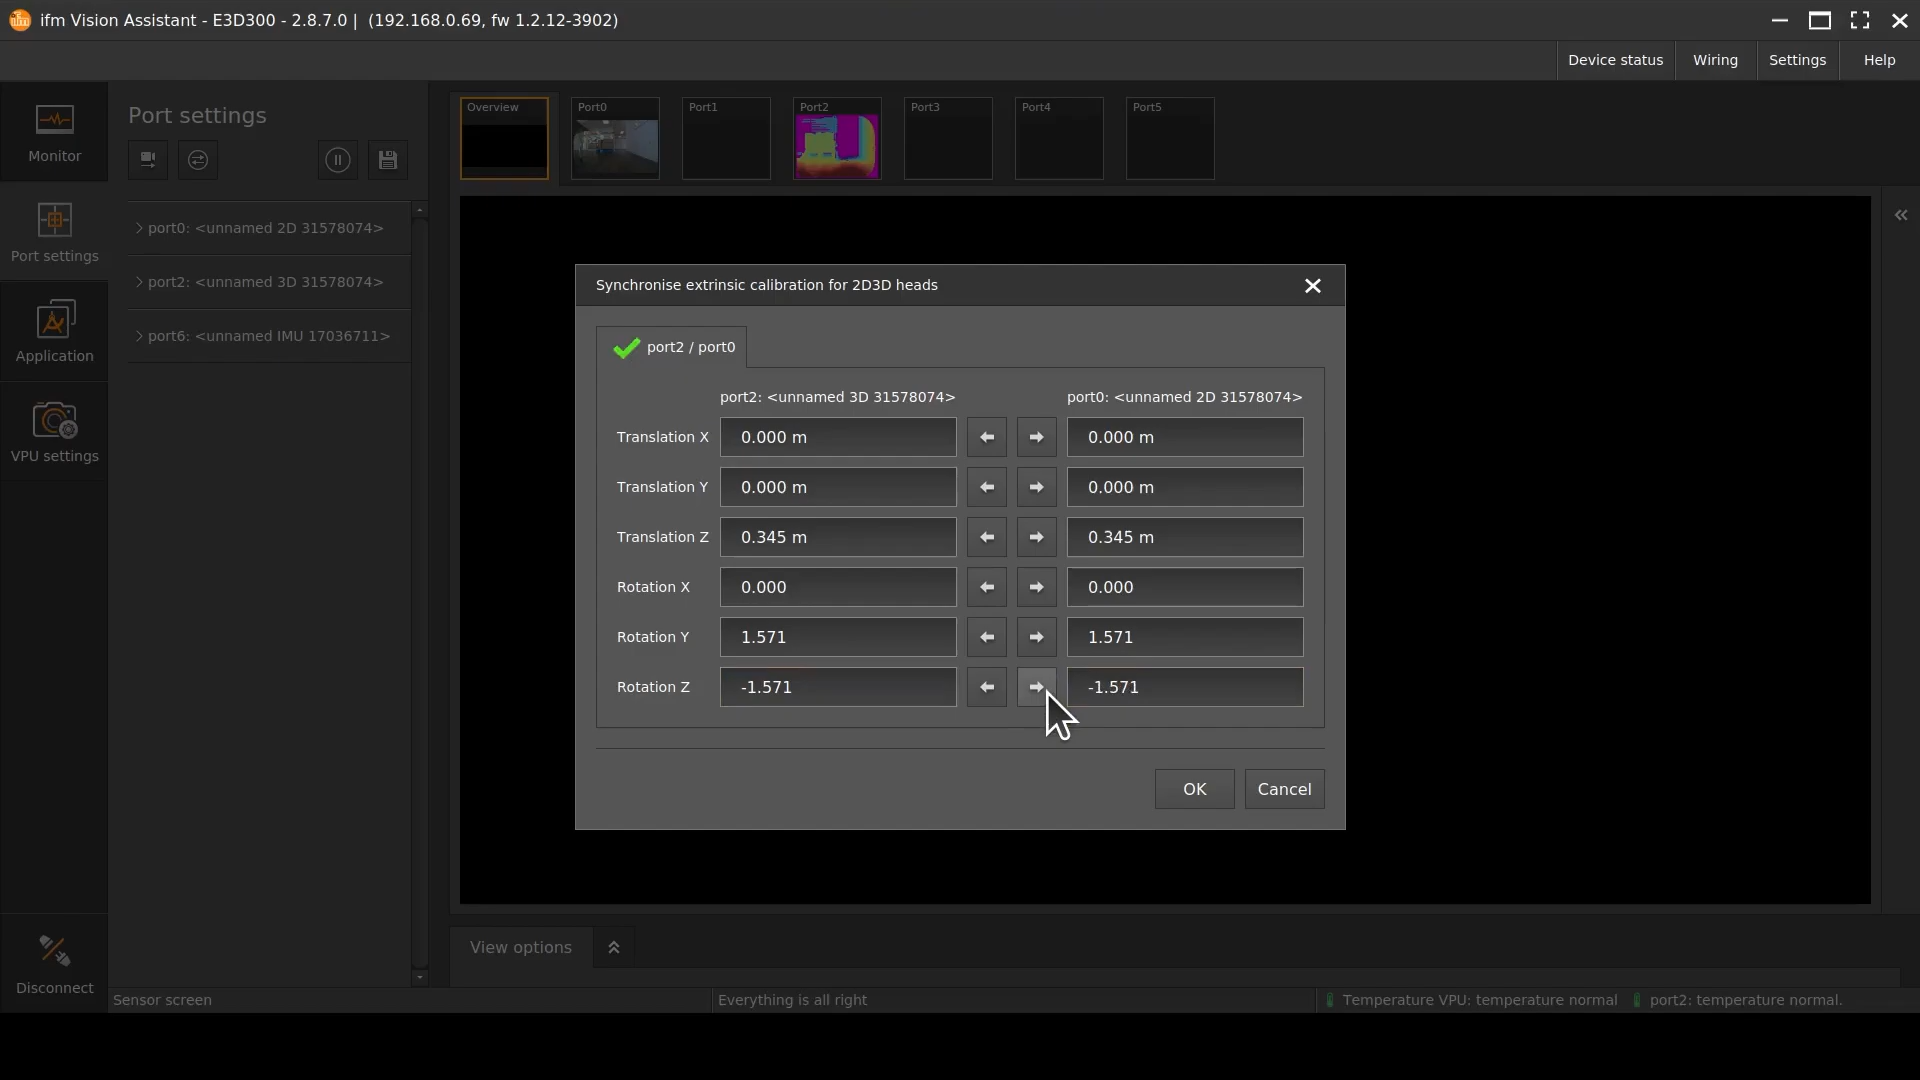 ifm Vision Assistant - E3D300 - 2.8.7.0 | (192.168.0.69, fw 1.2.12-3902)
Device status
Wiring
Settings
Help
Monitor
Port settings
Application
VPU settings
Disconnect
Port settings
port0: <unnamed 2D 31578074>
port2: <unnamed 3D 31578074>
port6: <unnamed IMU 17036711>
Overview
Port0
Port1
Port2
Port3
Port4
Port5
Synchronise extrinsic calibration for 2D3D heads
port2 / port0
port2: <unnamed 3D 31578074>
port0: <unnamed 2D 31578074>
Translation X 0.000 m 0.000 m
Translation Y 0.000 m 0.000 m
Translation Z 0.345 m 0.345 m
Rotation X 0.000 0.000
Rotation Y 1.571 1.571
Rotation Z -1.571 -1.571
OK
Cancel
View options
Sensor screen
Everything is all right
Temperature VPU: temperature normal
port2: temperature normal.